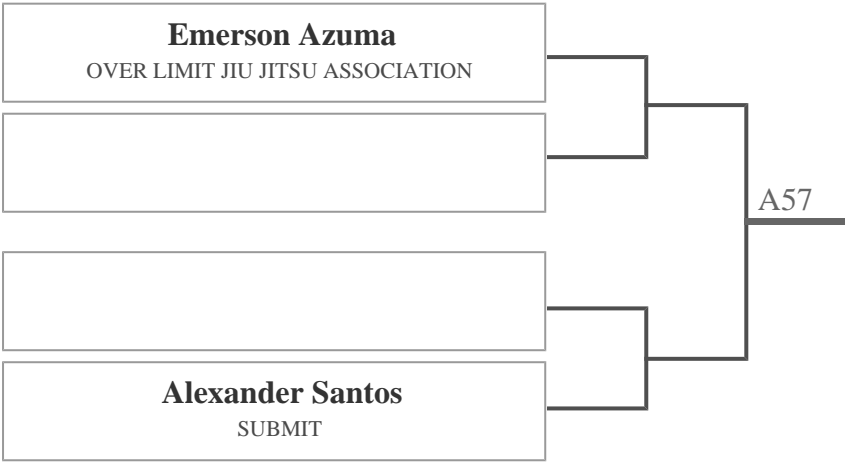 Emerson Azuma
OVER LIMIT JIU JITSU ASSOCIATION
A57
Alexander Santos
SUBMIT